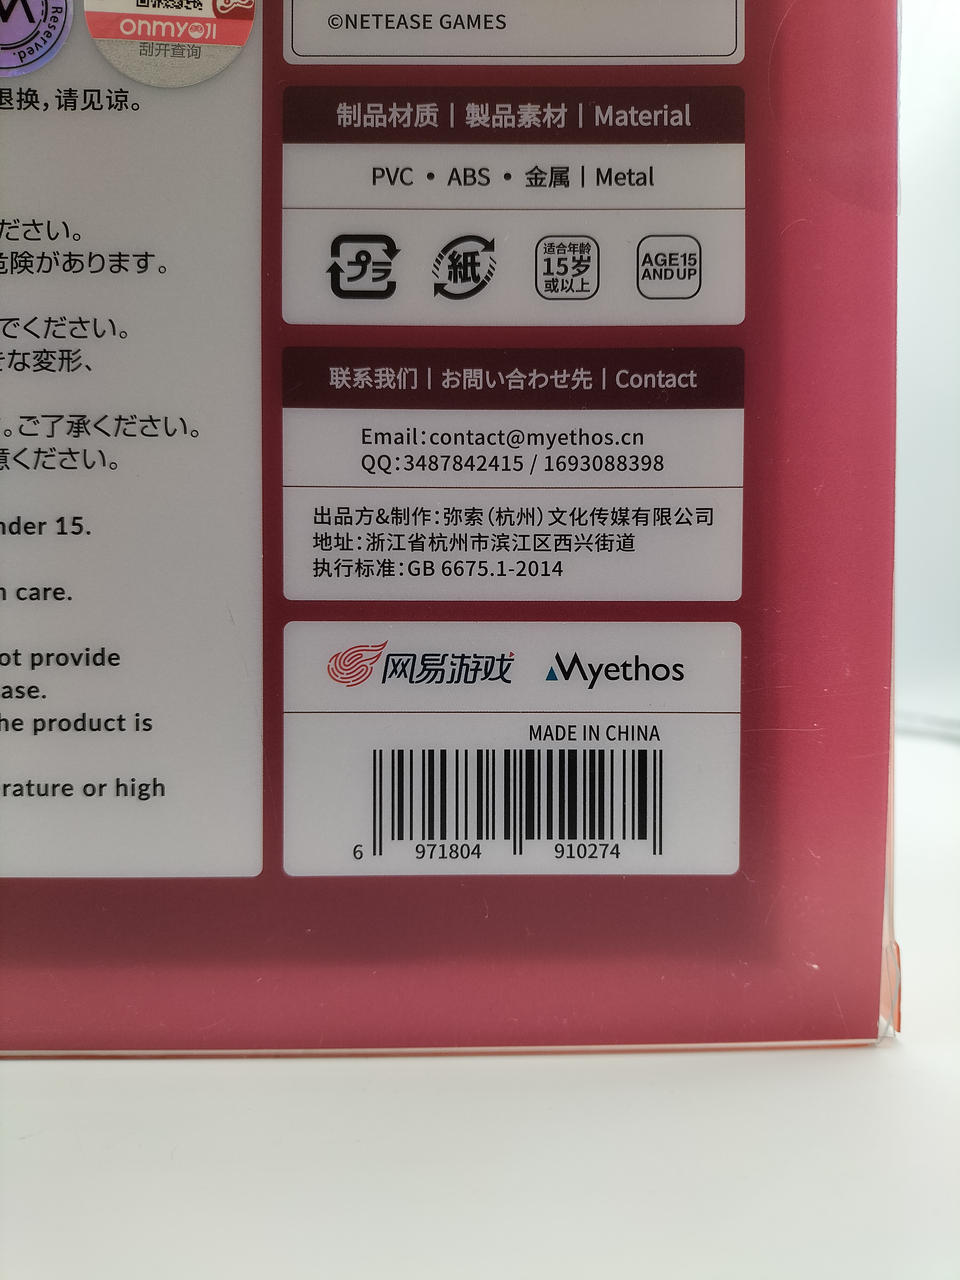 Reserved.
onmyoji
刮开查询
退换,请见谅。
ださい。
危険があります。
でください。
きな変形、
。ご了承ください。
意ください。
nder 15.
n care.
ot provide
ase.
he product is
rature or high
©NETEASE GAMES
制品材质 | 製品素材 | Material
PVC • ABS • 金属 | Metal
プラ
紙
适合年龄
15岁
或以上
AGE15
AND UP
联系我们 | お問い合わせ先 | Contact
Email:contact@myethos.cn
QQ:3487842415 / 1693088398
出品方&制作:弥索(杭州)文化传媒有限公司
地址:浙江省杭州市滨江区西兴街道
执行标准:GB 6675.1-2014
网易游戏 Myethos
MADE IN CHINA
6 971804 910274